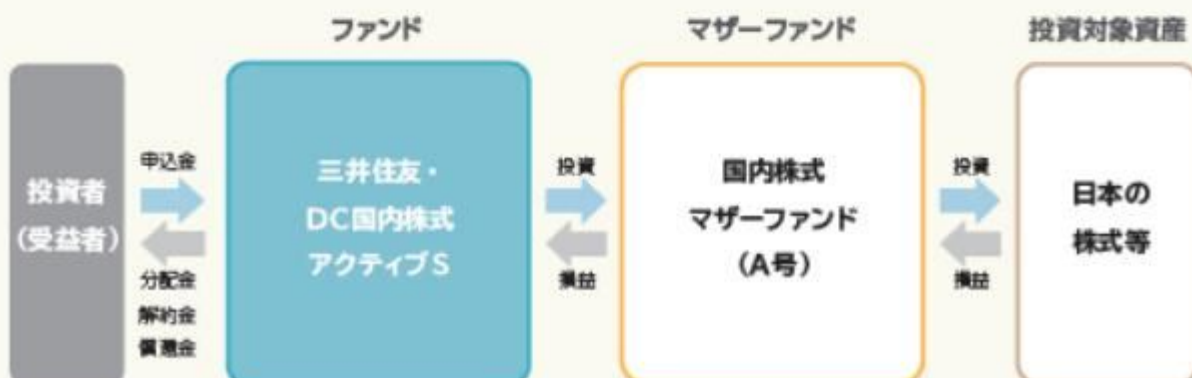 ファンド
マザーファンド
投資対象資産
投資者
（受益者）
申込金
分配金
解約金
償還金
三井住友・
DC国内株式
アクティブS
投資
損益
国内株式
マザーファンド
（A号）
投資
損益
日本の
株式等